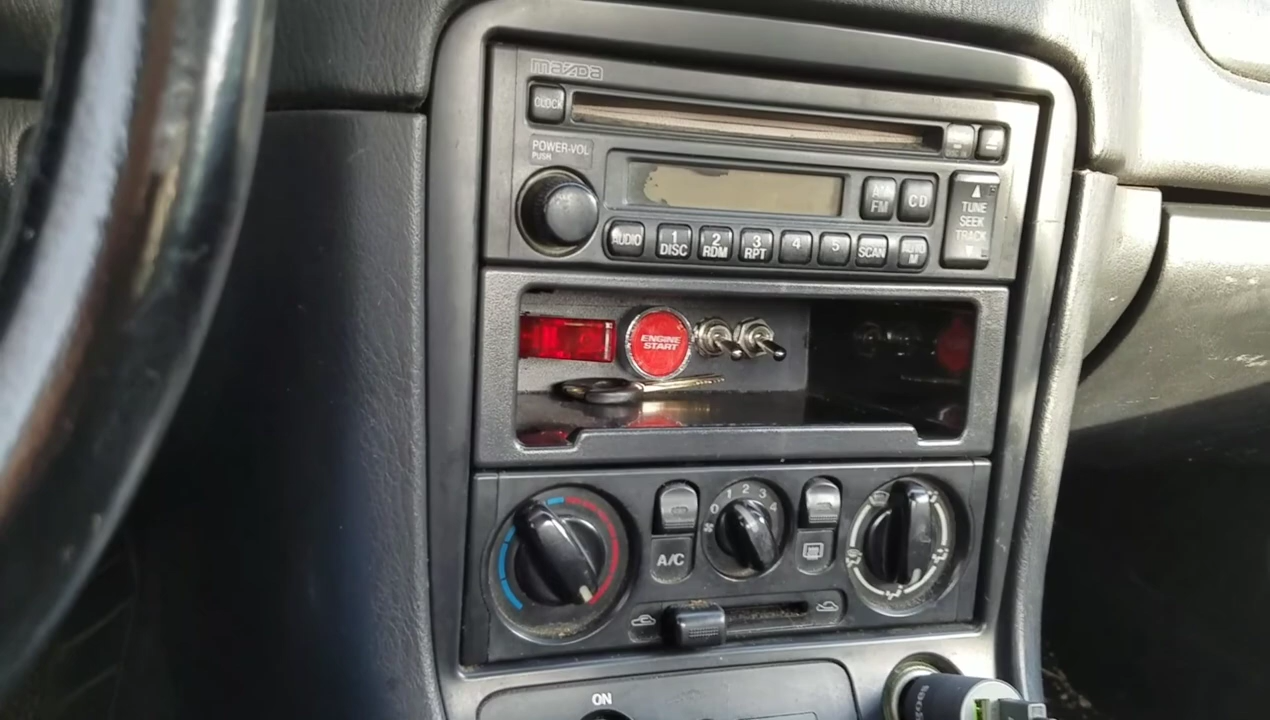 mazda
CLOCK
POWER-VOL
PUSH
AM
FM
CD
TUNE
SEEK
TRACK
AUDIO
1
DISC
2
RDM
3
RPT
4
5
SCAN
AUTO
M
ENGINE
START
0 1 2 3 4
A/C
ON